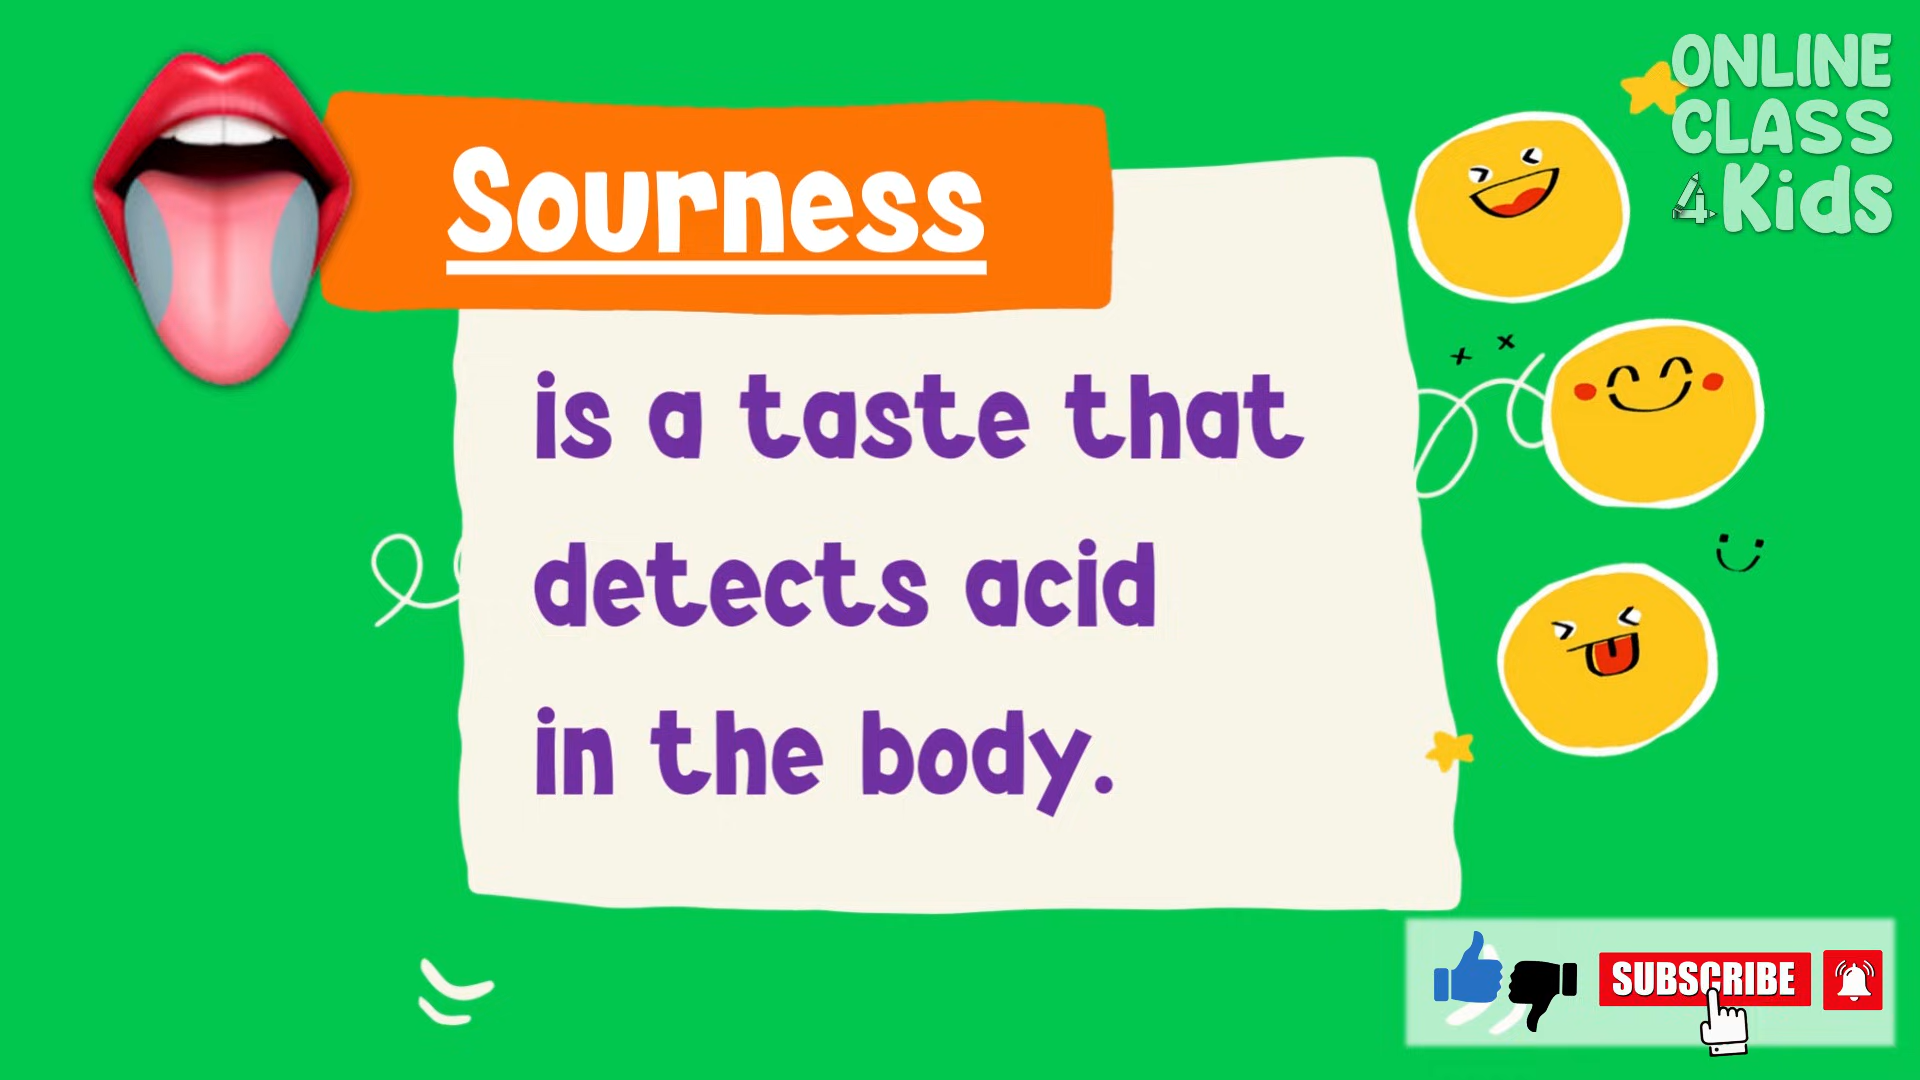 Sourness
is a taste that
detects acid
in the body.
ONLINE
CLASS
4Kids
SUBSCRIBE